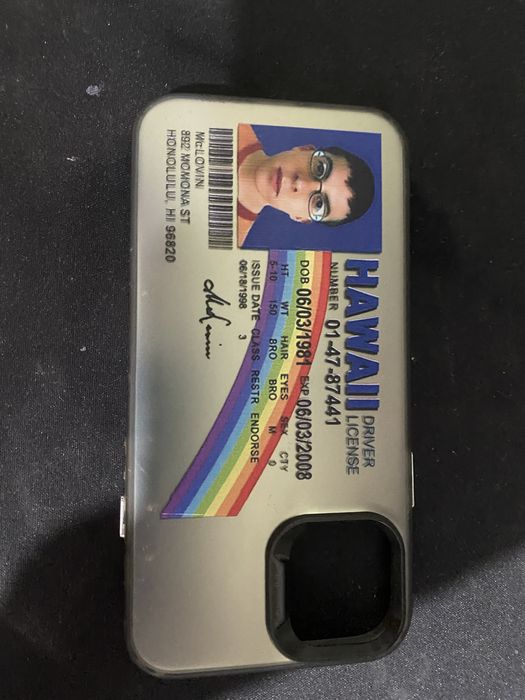 HAWAII DRIVER LICENSE
NUMBER 01-47-87441
DOB 06/03/1981 EXP 06/03/2008
HT WT HAIR EYES SEX CTY
5-10 150 BRO BRO M 0
ISSUE DATE CLASS RESTR ENDORSE
06/18/1998 3
McLOVIN
892 MOMONA ST
HONOLULU, HI 96820